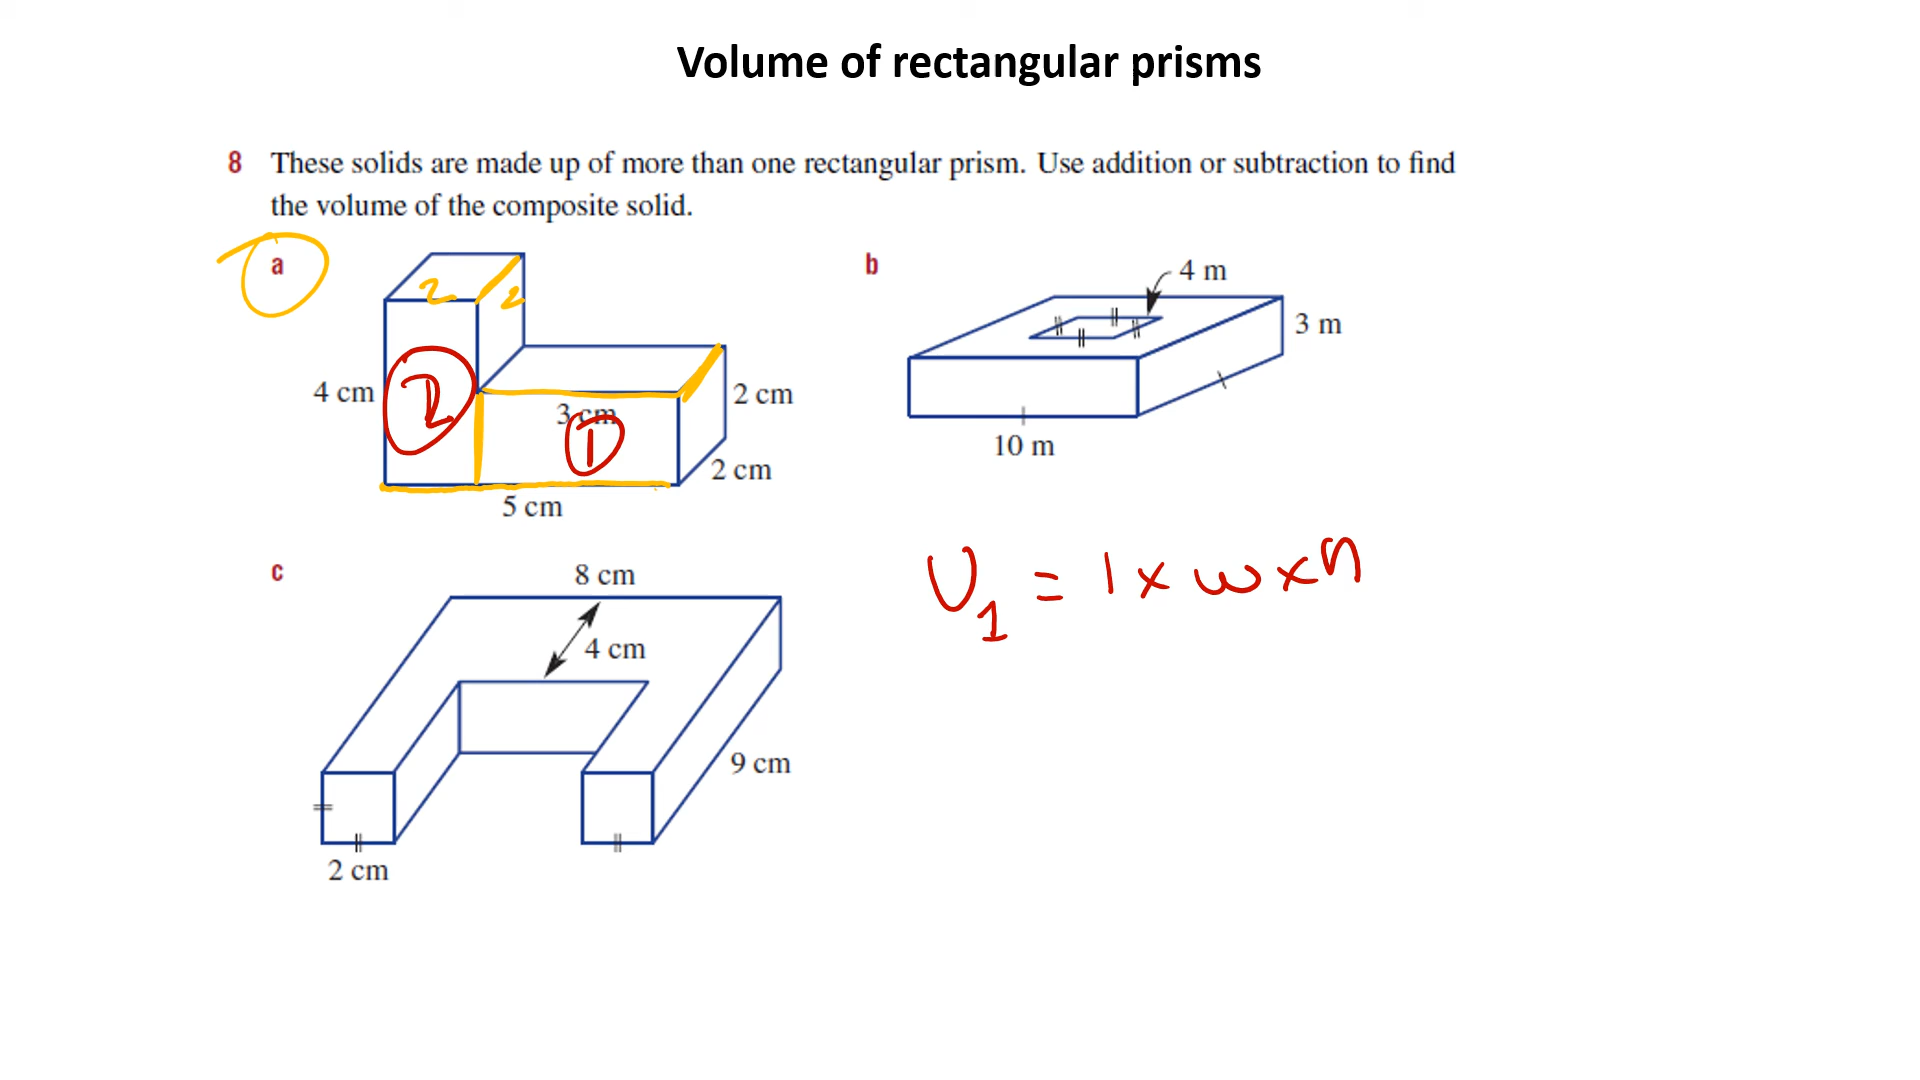 Volume of rectangular prisms
8 These solids are made up of more than one rectangular prism. Use addition or subtraction to find
the volume of the composite solid.
a
2
2
4 cm
2
3 cm
1
2 cm
2 cm
5 cm
b
4 m
3 m
10 m
c
8 cm
4 cm
9 cm
2 cm
V₁ = l × w × h